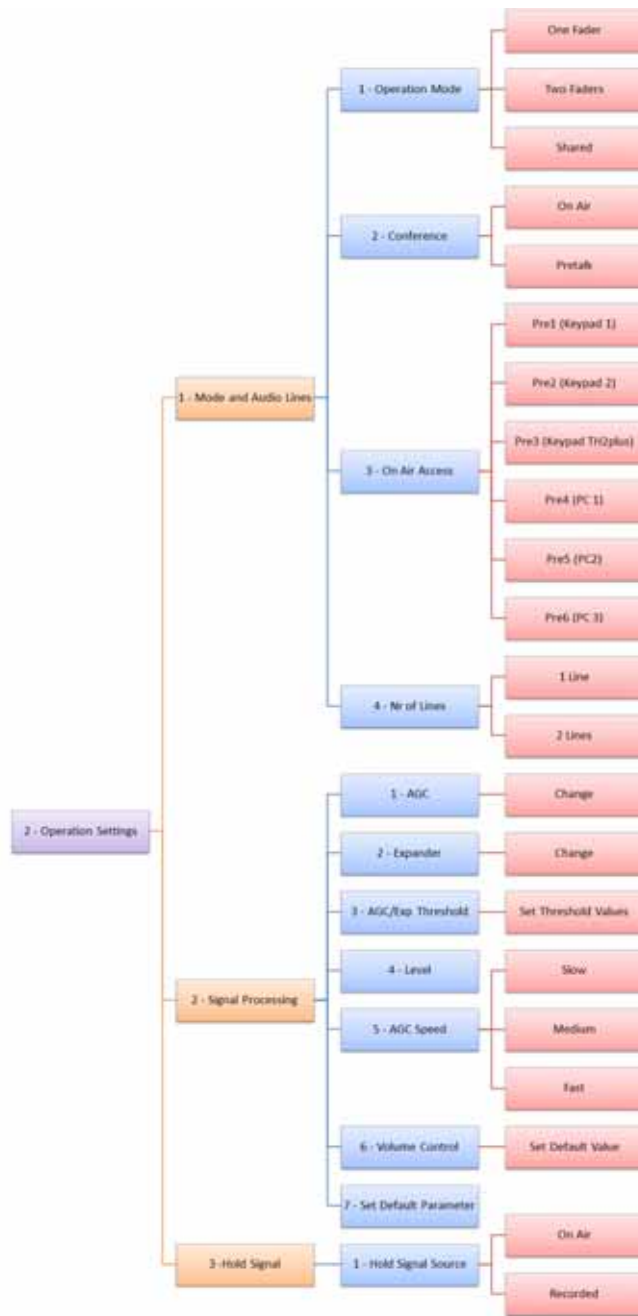 2 - Operation Settings
1 - Mode and Audio Lines
1 - Operation Mode
One Fader
Two Faders
Shared
2 - Conference
On Air
Pretalk
3 - On Air Access
Pre1 (Keypad 1)
Pre2 (Keypad 2)
Pre3 (Keypad TH2plus)
Pre4 (PC 1)
Pre5 (PC2)
Pre6 (PC 3)
4 - Nr of Lines
1 Line
2 Lines
2 - Signal Processing
1 - AGC
Change
2 - Expander
Change
3 - AGC/Exp Threshold
Set Threshold Values
4 - Level
5 - AGC Speed
Slow
Medium
Fast
6 - Volume Control
Set Default Value
7 - Set Default Parameter
3 -Hold Signal
1 - Hold Signal Source
On Air
Recorded